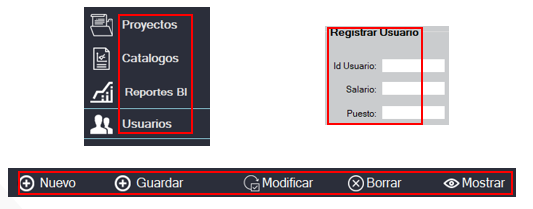 Proyectos
Catalogos
Reportes BI
Usuarios
Registrar Usuario
Id Usuario:
Salario:
Puesto:
Nuevo Guardar Modificar Borrar Mostrar